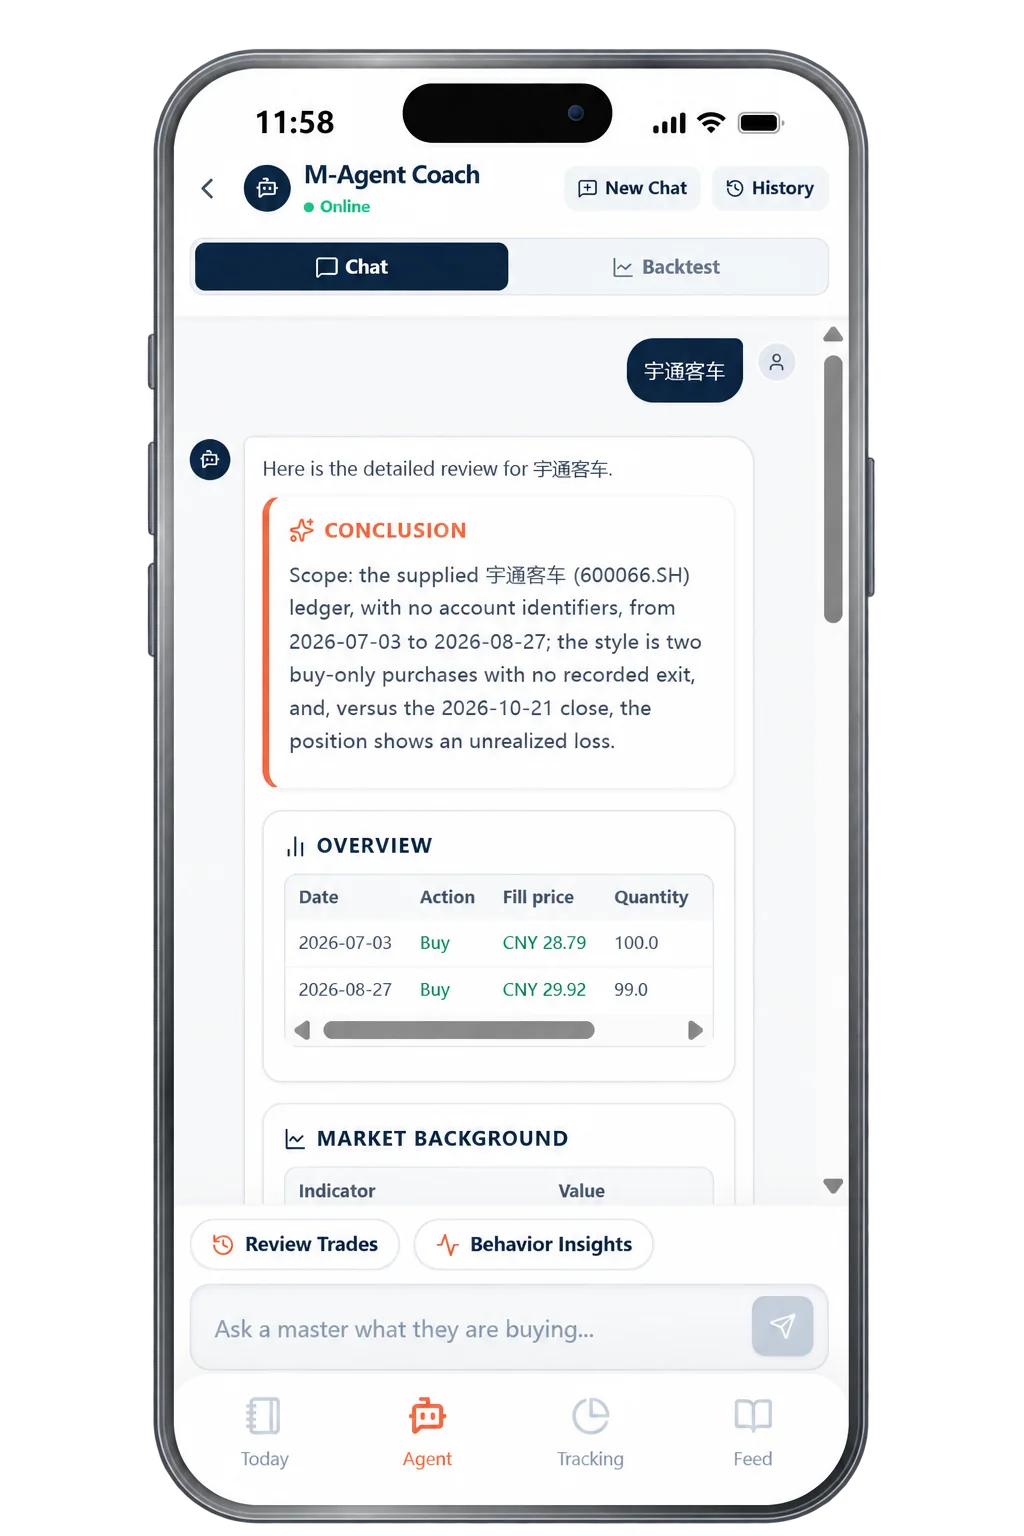 11:58
M-Agent Coach
Online
New Chat
History
Chat
Backtest
宇通客车
Here is the detailed review for 宇通客车.
CONCLUSION
Scope: the supplied 宇通客车 (600066.SH)
ledger, with no account identifiers, from
2026-07-03 to 2026-08-27; the style is two
buy-only purchases with no recorded exit,
and, versus the 2026-10-21 close, the
position shows an unrealized loss.
OVERVIEW
Date Action Fill price Quantity
2026-07-03 Buy CNY 28.79 100.0
2026-08-27 Buy CNY 29.92 99.0
MARKET BACKGROUND
Indicator Value
Review Trades
Behavior Insights
Ask a master what they are buying...
Today
Agent
Tracking
Feed